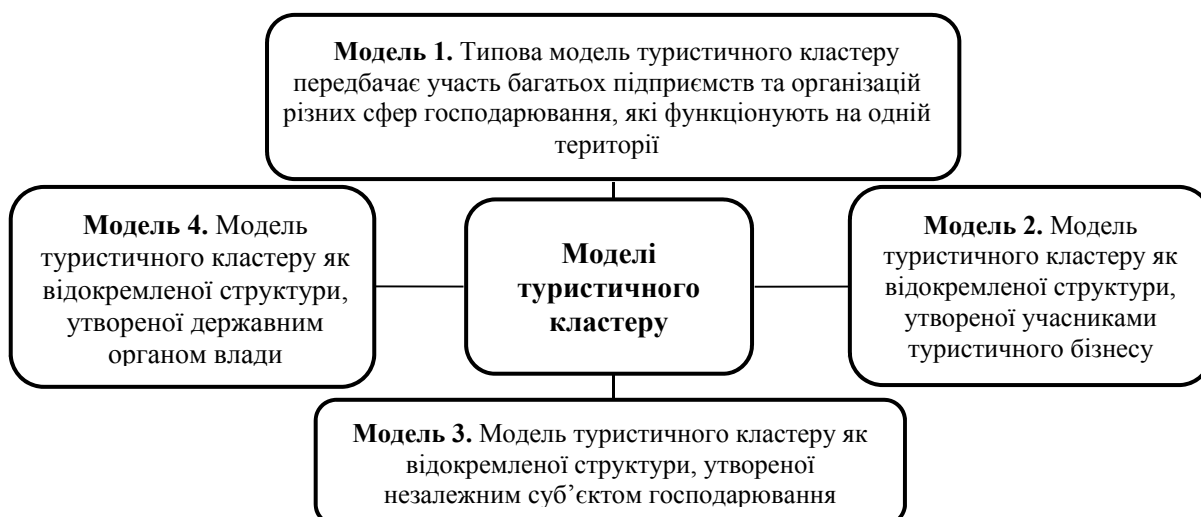 Модель 1. Типова модель туристичного кластеру
передбачає участь багатьох підприємств та організацій
різних сфер господарювання, які функціонують на одній
території
Модель 4. Модель
туристичного кластеру як
відокремленої структури,
утвореної державним
органом влади
Моделі
туристичного
кластеру
Модель 2. Модель
туристичного кластеру як
відокремленої структури,
утвореної учасниками
туристичного бізнесу
Модель 3. Модель туристичного кластеру як
відокремленої структури, утвореної
незалежним суб’єктом господарювання